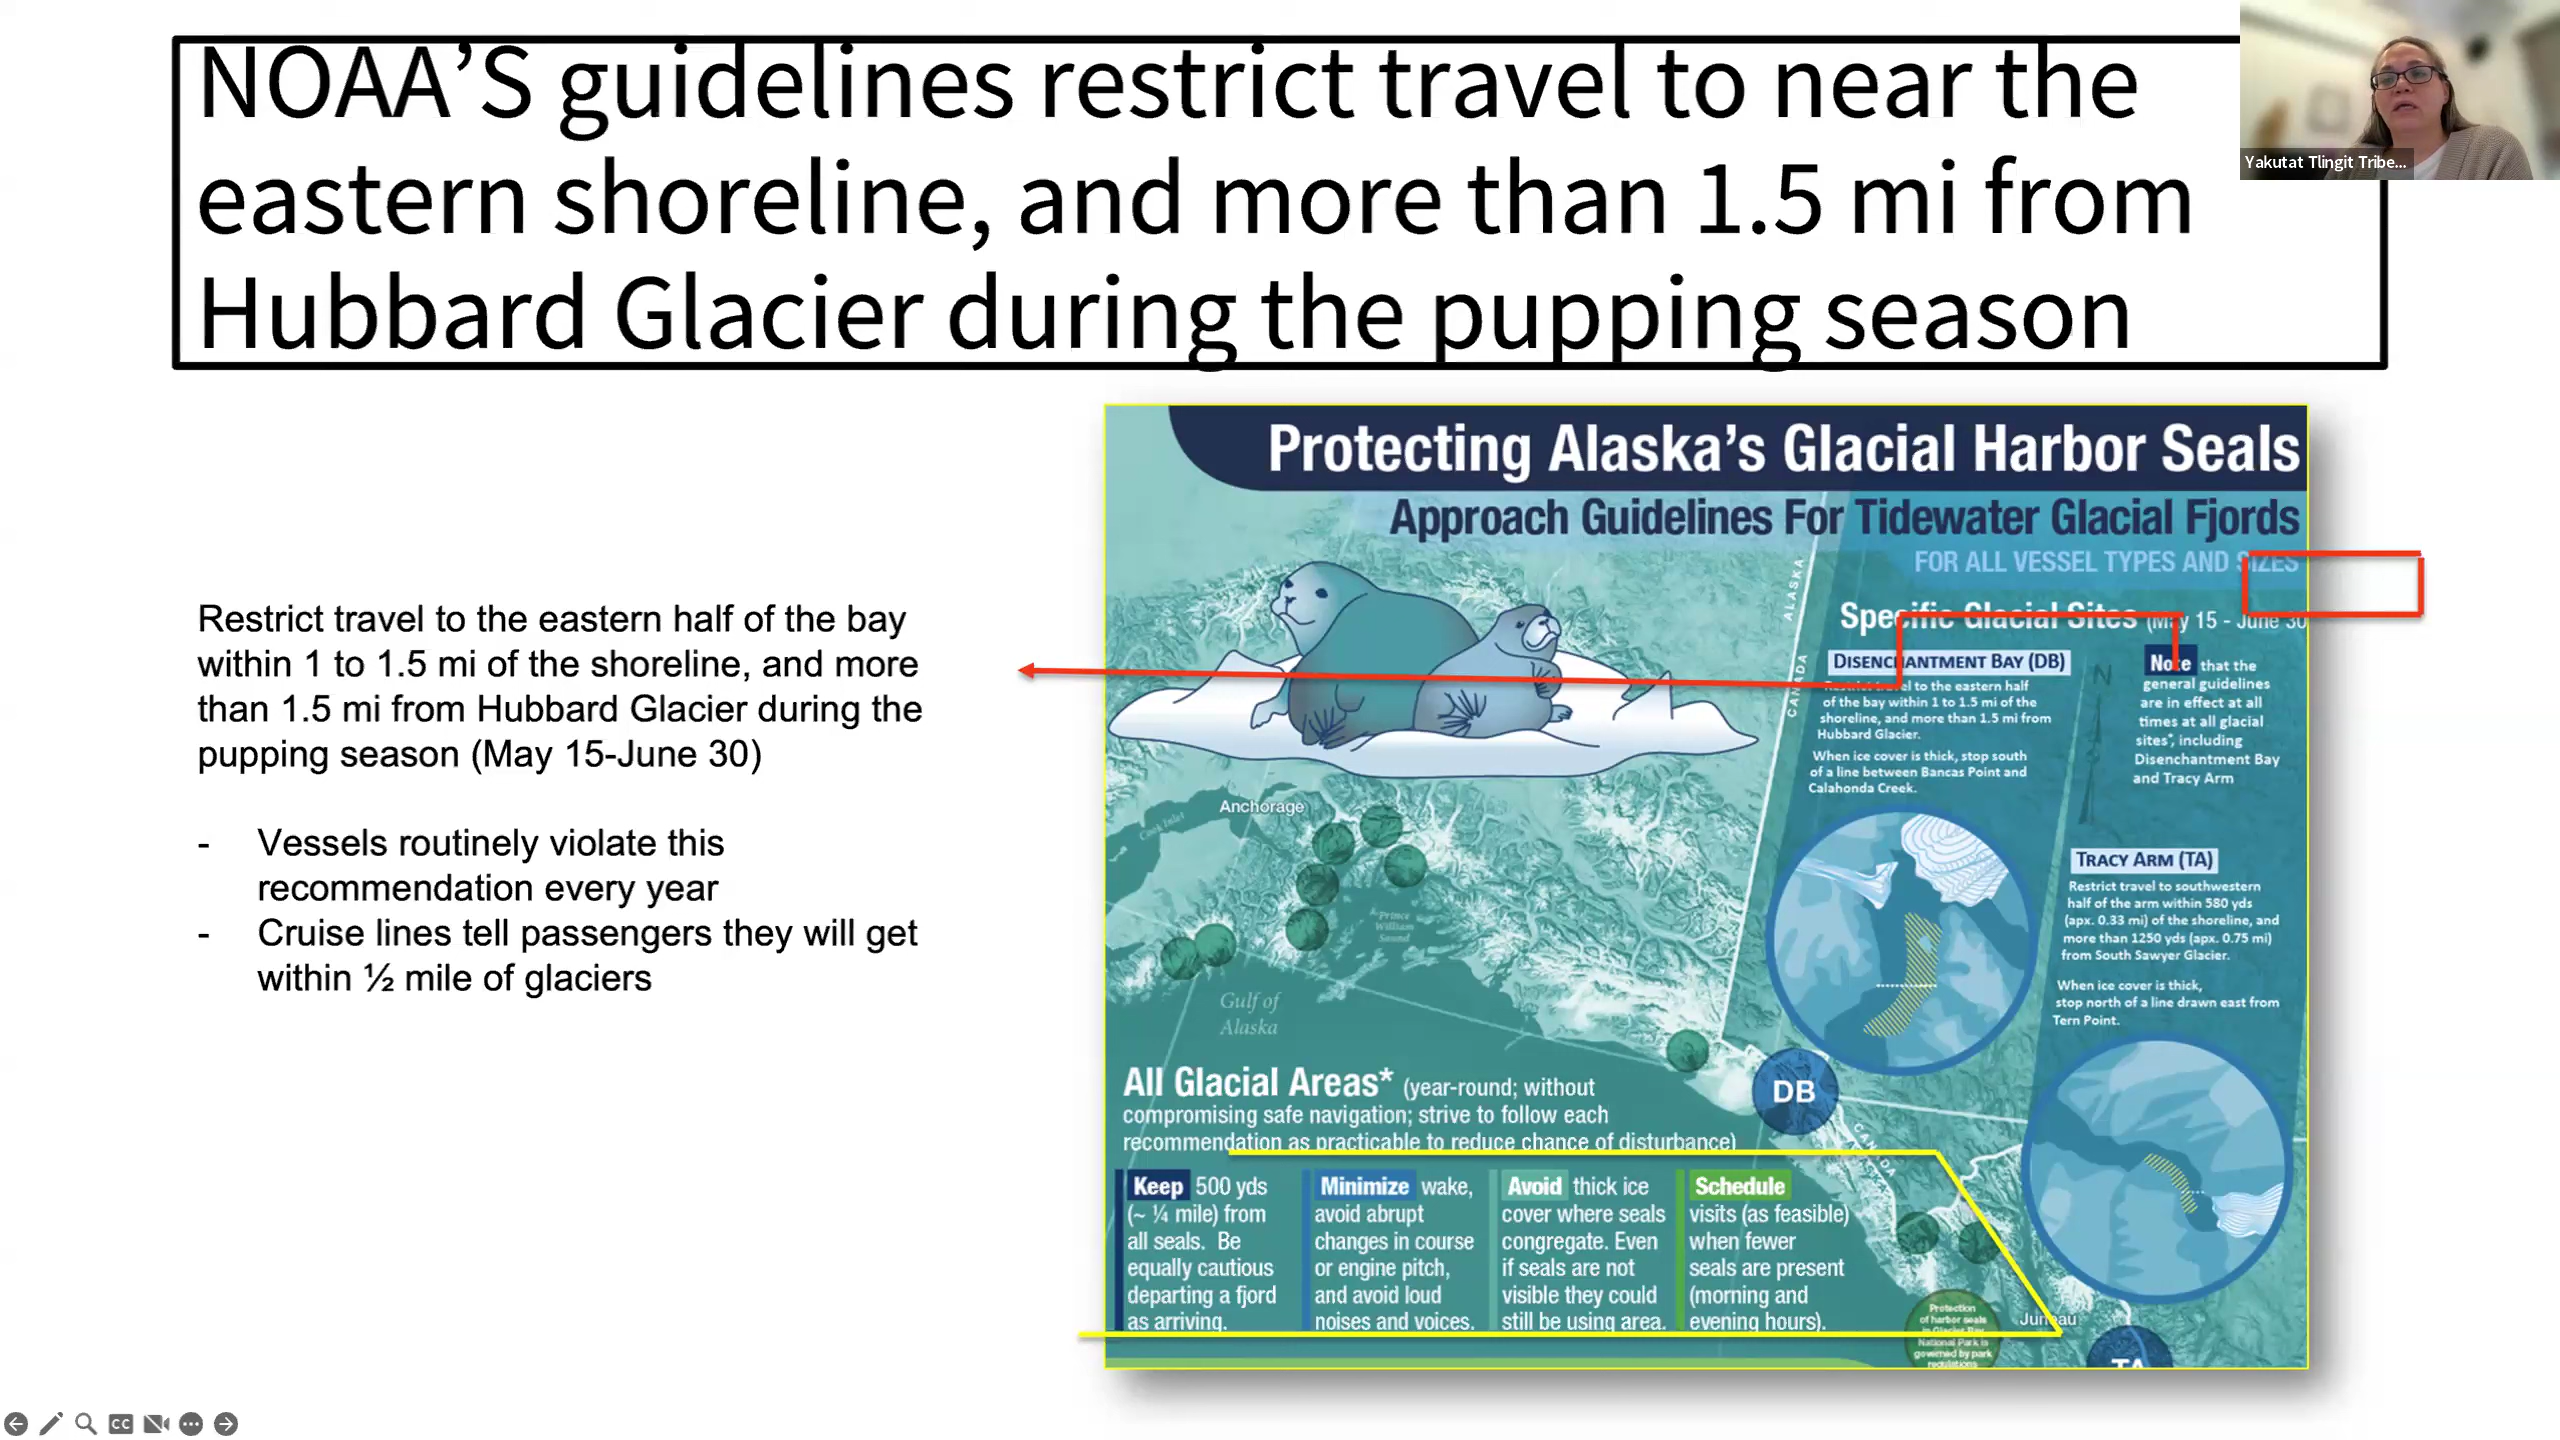 NOAA’S guidelines restrict travel to near the
eastern shoreline, and more than 1.5 mi from
Hubbard Glacier during the pupping season
Yakutat Tlingit Tribe...
Restrict travel to the eastern half of the bay
within 1 to 1.5 mi of the shoreline, and more
than 1.5 mi from Hubbard Glacier during the
pupping season (May 15-June 30)
- Vessels routinely violate this
recommendation every year
- Cruise lines tell passengers they will get
within ½ mile of glaciers
Protecting Alaska’s Glacial Harbor Seals
Approach Guidelines For Tidewater Glacial Fjords
FOR ALL VESSEL TYPES AND SIZES
Specific Glacial Sites (May 15 - June 30
DISENCHANTMENT BAY (DB)
Restrict travel to the eastern half
of the bay within 1 to 1.5 mi of the
shoreline, and more than 1.5 mi from
Hubbard Glacier.
When ice cover is thick, stop south
of a line between Bancas Point and
Calahonda Creek.
Note that the
general guidelines
are in effect at all
times at all glacial
sites*, including
Disenchantment Bay
and Tracy Arm
N
ALASKA
CANADA
TRACY ARM (TA)
Restrict travel to southwestern
half of the arm within 580 yds
(apx. 0.33 mi) of the shoreline, and
more than 1250 yds (apx. 0.75 mi)
from South Sawyer Glacier.
When ice cover is thick,
stop north of a line drawn east from
Tern Point.
Anchorage
Cook Inlet
Prince
William
Sound
Gulf of
Alaska
DB
CANADA
ALASKA
All Glacial Areas* (year-round; without
compromising safe navigation; strive to follow each
recommendation as practicable to reduce chance of disturbance)
Keep 500 yds
(~ ¼ mile) from
all seals. Be
equally cautious
departing a fjord
as arriving.
Minimize wake,
avoid abrupt
changes in course
or engine pitch,
and avoid loud
noises and voices.
Avoid thick ice
cover where seals
congregate. Even
if seals are not
visible they could
still be using area.
Schedule
visits (as feasible)
when fewer
seals are present
(morning and
evening hours).
Protection
of harbor seals
in Glacier Bay
National Park is
governed by park
regulations
Juneau
TA
CC